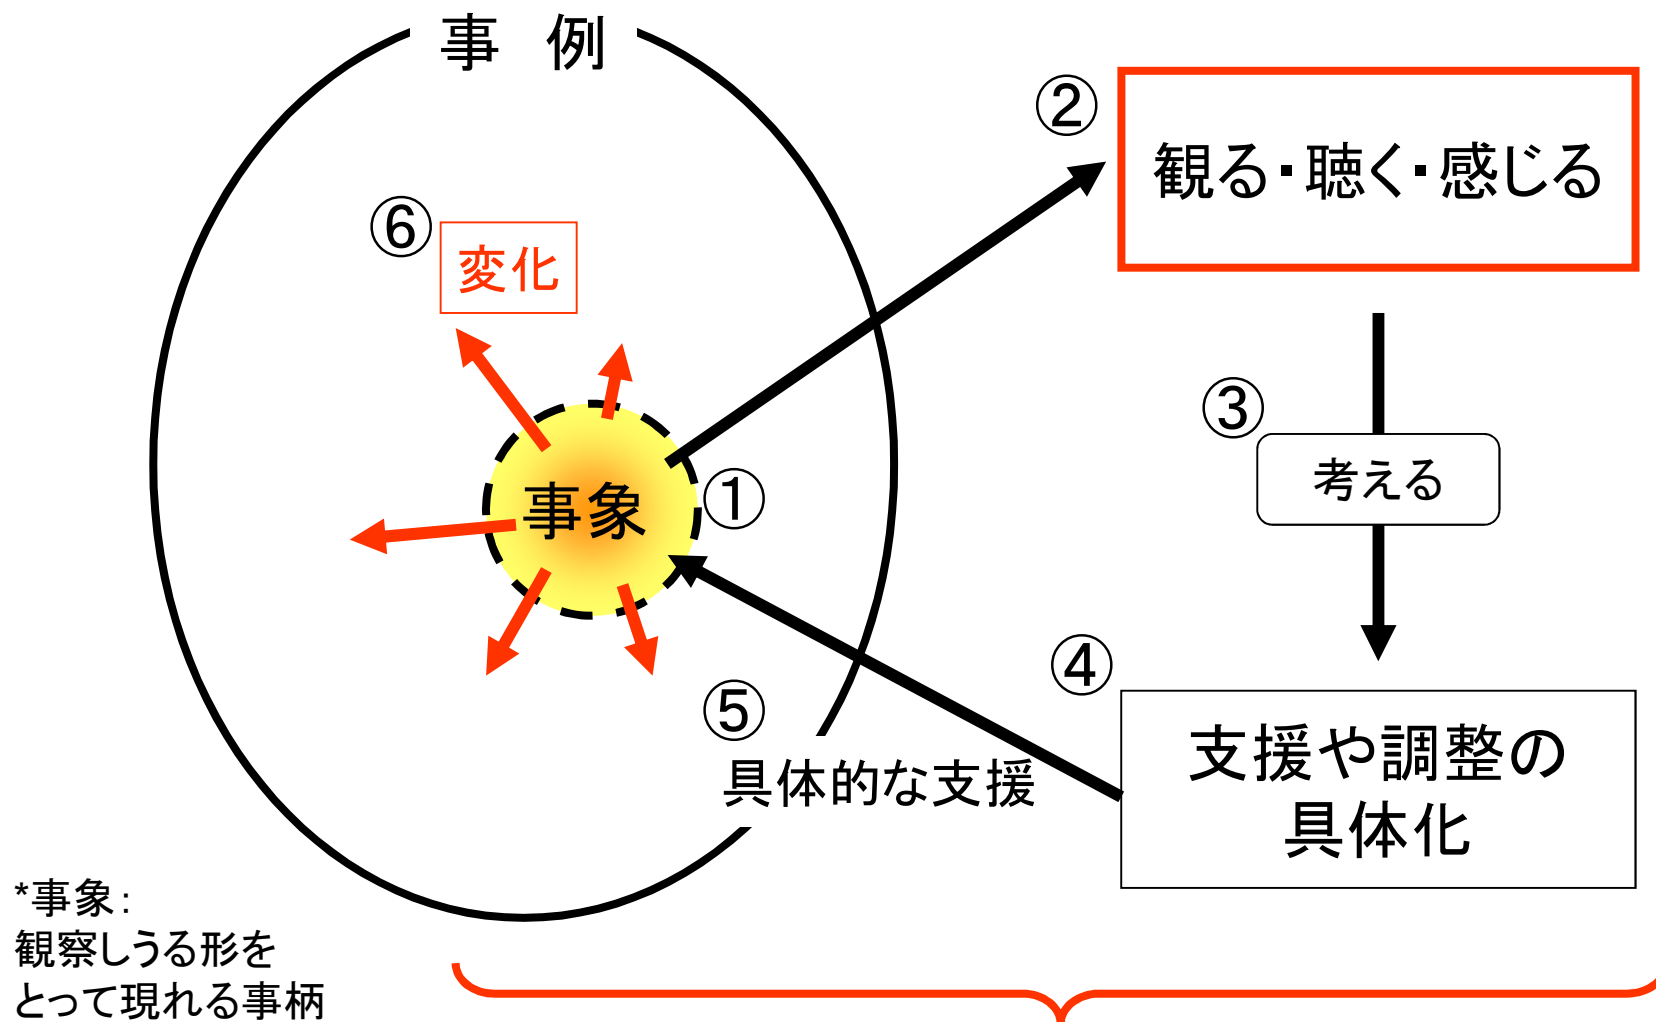 事　例
②
観る・聴く・感じる
⑥
変化
③
考える
事象
①
④
⑤
具体的な支援
支援や調整の
具体化
*事象：
観察しうる形を
とって現れる事柄